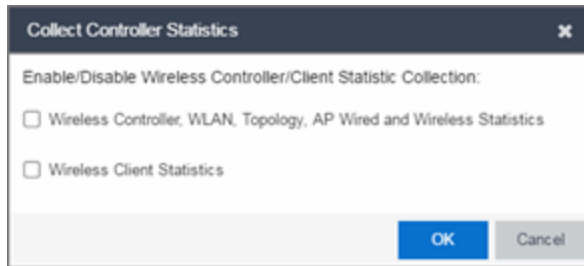 Collect Controller Statistics
Enable/Disable Wireless Controller/Client Statistic Collection:
Wireless Controller, WLAN, Topology, AP Wired and Wireless Statistics
Wireless Client Statistics
OK Cancel